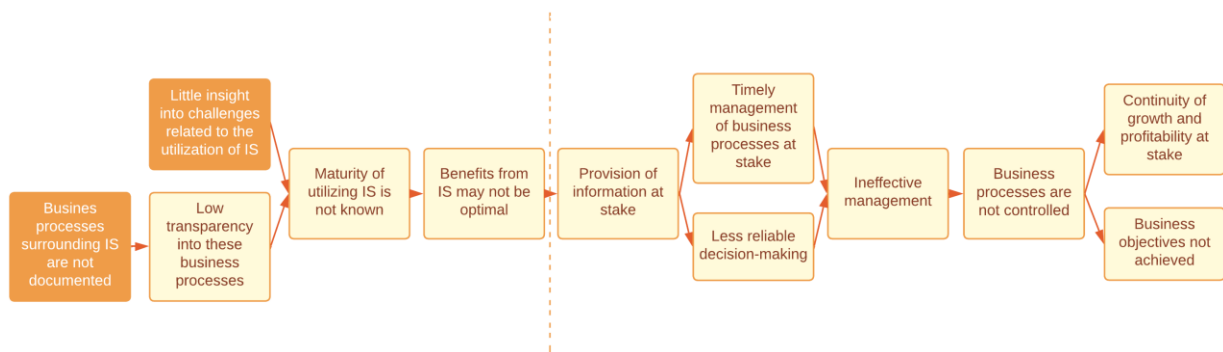 Little insight
into challenges
related to the
utilization of IS
Busines
processes
surrounding IS
are not
documented
Low
transparency
into these
business
processes
Maturity of
utilizing IS is
not known
Benefits from
IS may not be
optimal
Provision of
information at
stake
Timely
management
of business
processes at
stake
Less reliable
decision-making
Ineffective
management
Business
processes are
not controlled
Continuity of
growth and
profitability at
stake
Business
objectives not
achieved